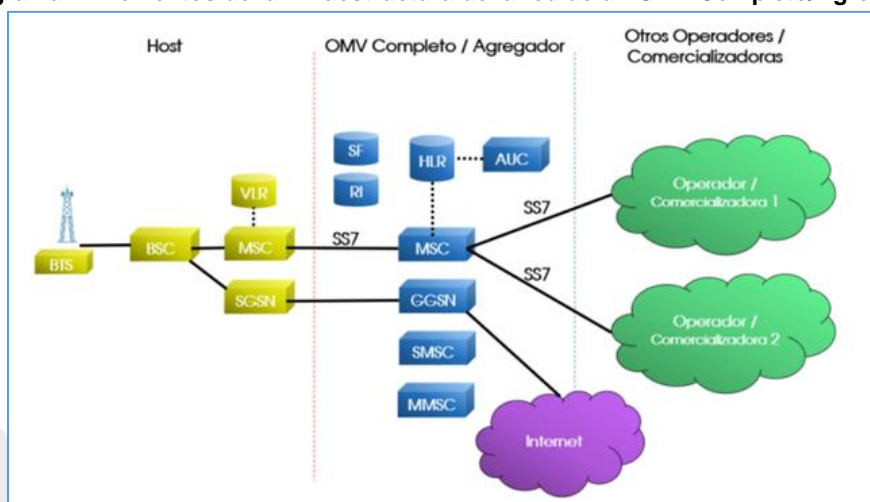 Host
OMV Completo / Agregador
Otros Operadores /
Comercializadoras
SF
HLR
AUC
Operador /
Comercializadora 1
VLR
RI
SS7
BTS
BSC
MSC
SS7
MSC
SS7
SGSN
GGSN
Operador /
Comercializadora 2
SMSC
MMSC
Internet